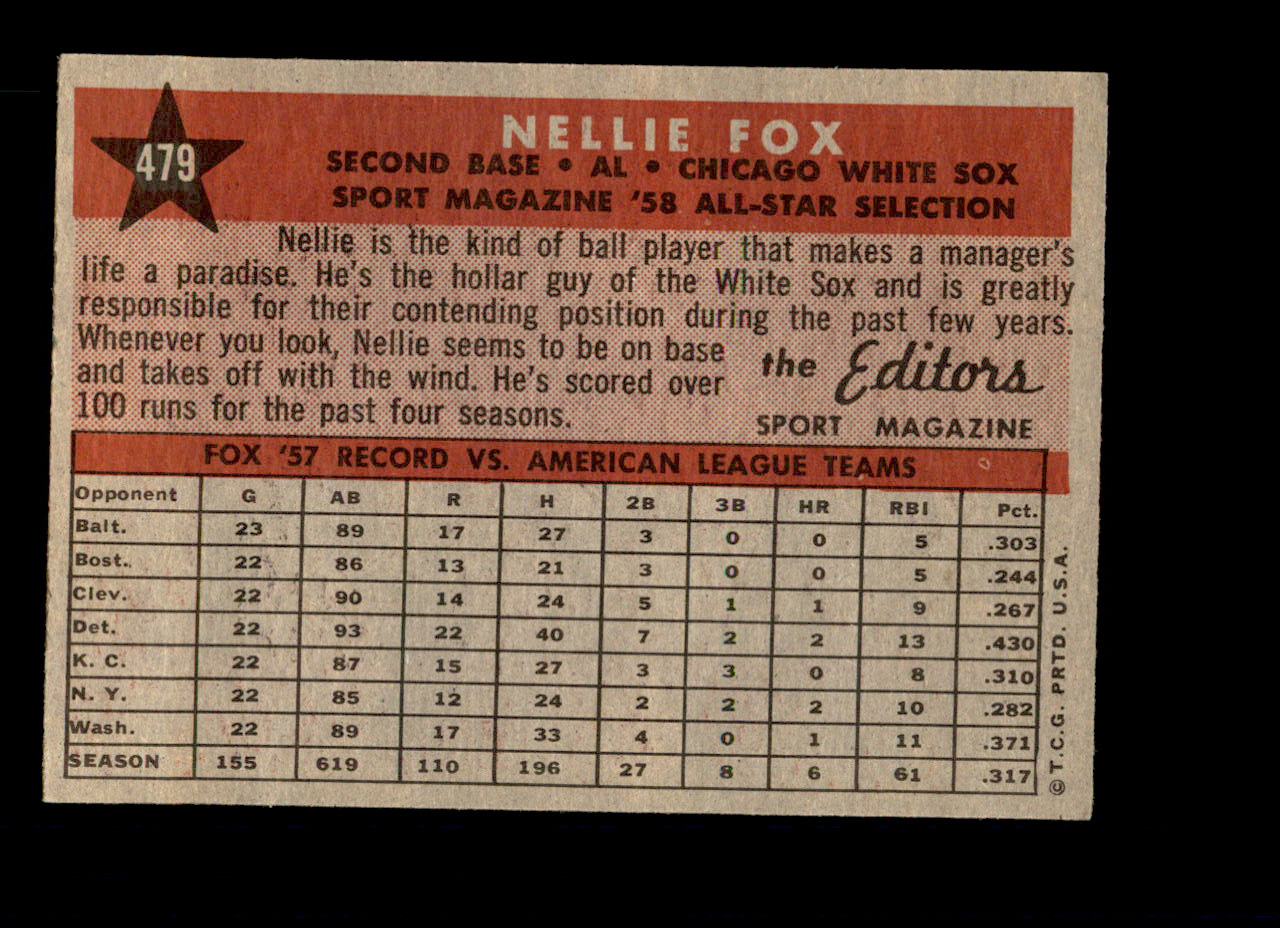 479
NELLIE FOX
SECOND BASE • AL • CHICAGO WHITE SOX
SPORT MAGAZINE '58 ALL-STAR SELECTION
Nellie is the kind of ball player that makes a manager's
life a paradise. He's the hollar guy of the White Sox and is greatly
responsible for their contending position during the past few years.
Whenever you look, Nellie seems to be on base
and takes off with the wind. He's scored over
100 runs for the past four seasons.
the Editors
SPORT MAGAZINE
FOX '57 RECORD VS. AMERICAN LEAGUE TEAMS
Opponent G AB R H 2B 3B HR RBI Pct.
Balt. 23 89 17 27 3 0 0 5 .303
Bost. 22 86 13 21 3 0 0 5 .244
Clev. 22 90 14 24 5 1 1 9 .267
Det. 22 93 22 40 7 2 2 13 .430
K. C. 22 87 15 27 3 3 0 8 .310
N. Y. 22 85 12 24 2 2 2 10 .282
Wash. 22 89 17 33 4 0 1 11 .371
SEASON 155 619 110 196 27 8 6 61 .317
© T.C.G. PRTD. U.S.A.